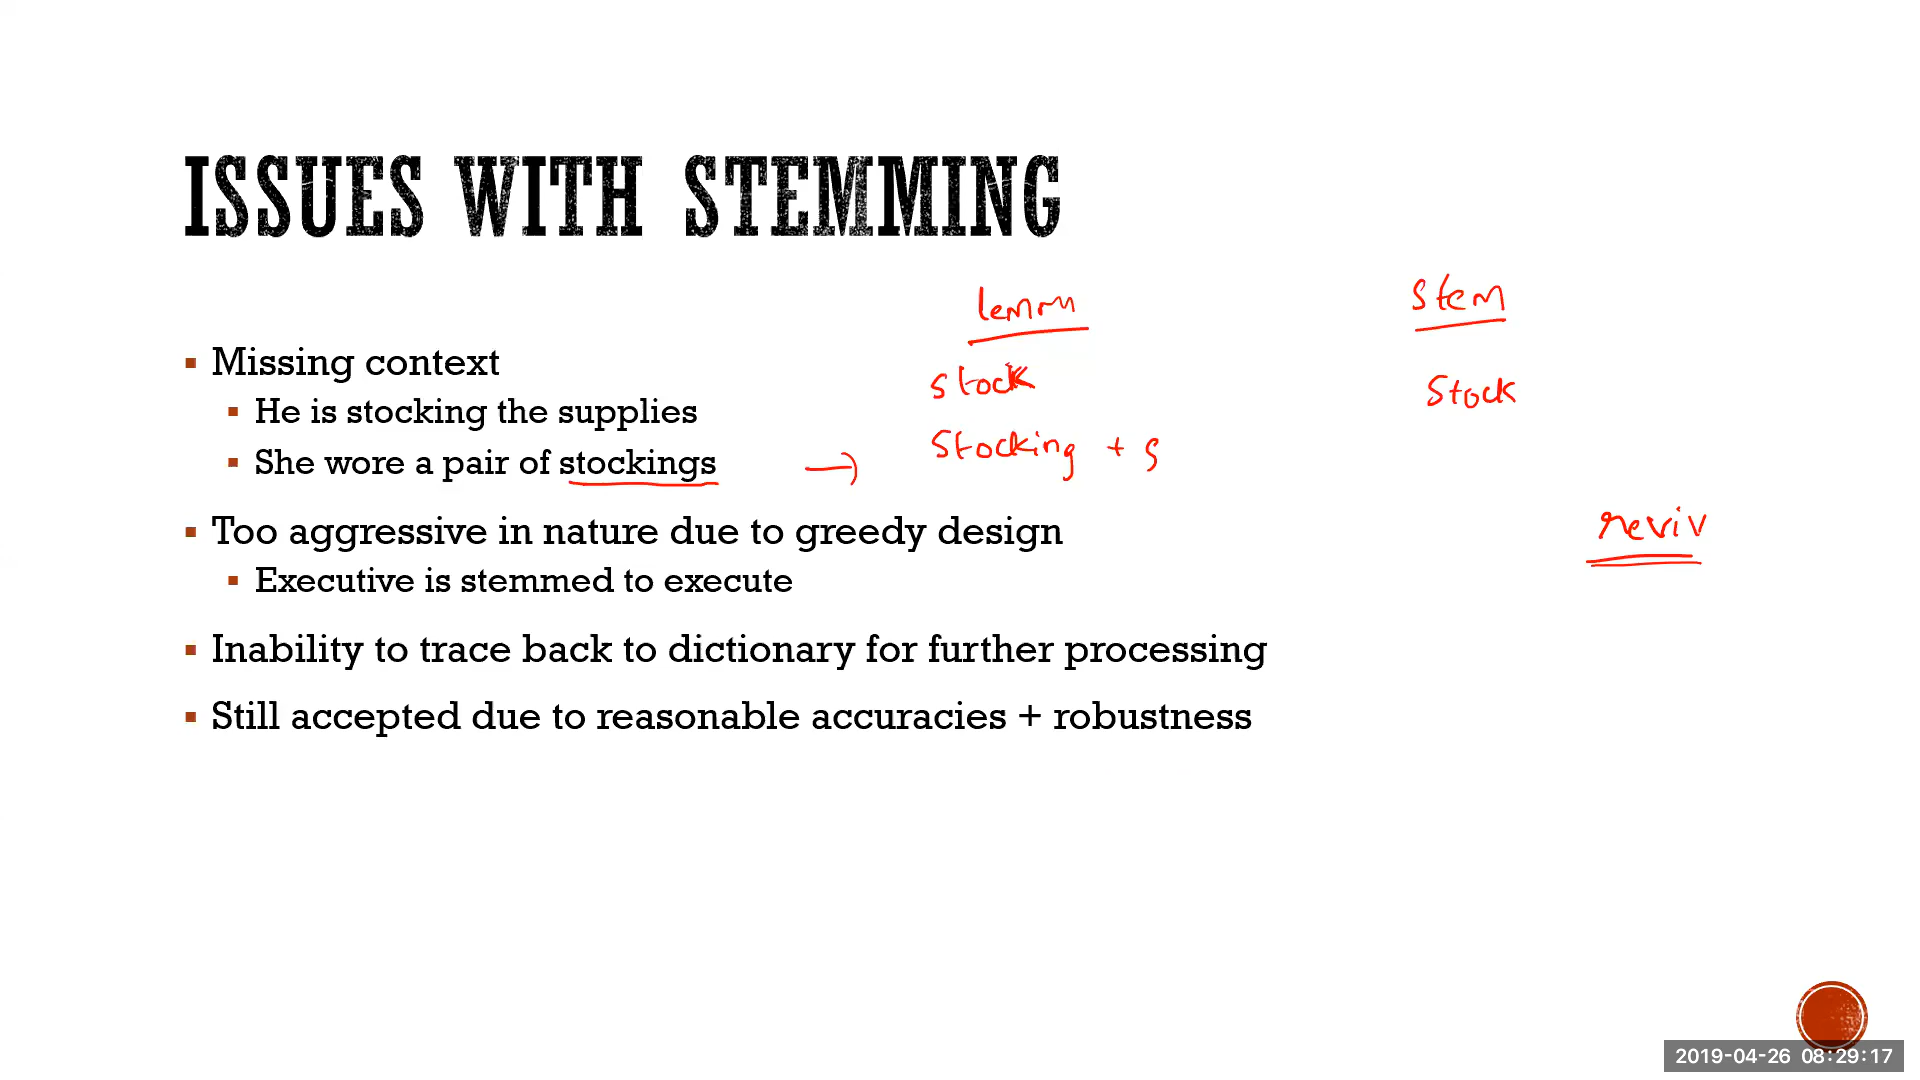 ISSUES WITH STEMMING
lemm
stem
Missing context
stock
stock
He is stocking the supplies
She wore a pair of stockings
stocking + s
Too aggressive in nature due to greedy design
reviv
Executive is stemmed to execute
Inability to trace back to dictionary for further processing
Still accepted due to reasonable accuracies + robustness
2019-04-26 08:29:17